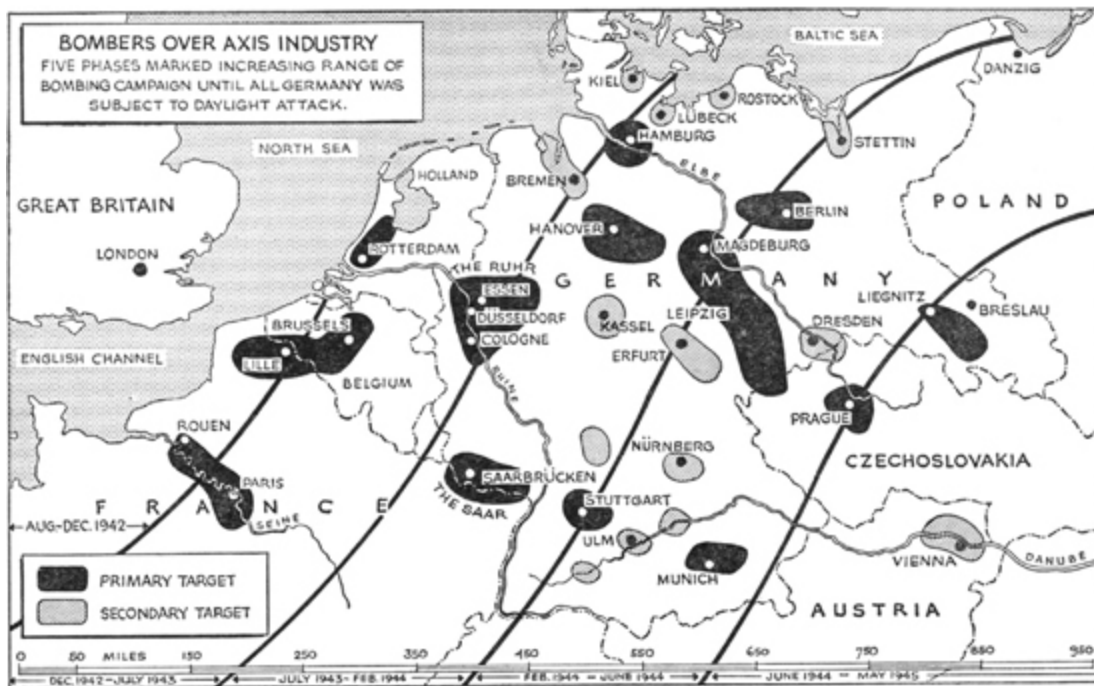 BOMBERS OVER AXIS INDUSTRY
FIVE PHASES MARKED INCREASING RANGE OF
BOMBING CAMPAIGN UNTIL ALL GERMANY WAS
SUBJECT TO DAYLIGHT ATTACK.
BALTIC SEA
DANZIG
KIEL
ROSTOCK
LÜBECK
HAMBURG
STETTIN
NORTH SEA
ELBE
HOLLAND
BREMEN
GREAT BRITAIN
BERLIN
POLAND
HANOVER
MAGDEBURG
LONDON
ROTTERDAM
THE RUHR
GERMANY
ESSEN
LIEGNITZ
BRESLAU
DÜSSELDORF
KASSEL
LEIPZIG
BRUSSELS
DRESDEN
COLOGNE
ERFURT
ENGLISH CHANNEL
LILLE
BELGIUM
RHINE
PRAGUE
ROUEN
NÜRNBERG
CZECHOSLOVAKIA
SAARBRÜCKEN
PARIS
THE SAAR
STUTTGART
FRANCE
SEINE
AUG-DEC. 1942
ULM
VIENNA
DANUBE
MUNICH
PRIMARY TARGET
SECONDARY TARGET
AUSTRIA
0 50 MILES 150 250 350 450 550 650 750 850 950
DEC. 1942-JULY 1943 JULY 1943-FEB. 1944 FEB. 1944 - JUNE 1944 JUNE 1944 - MAY 1945